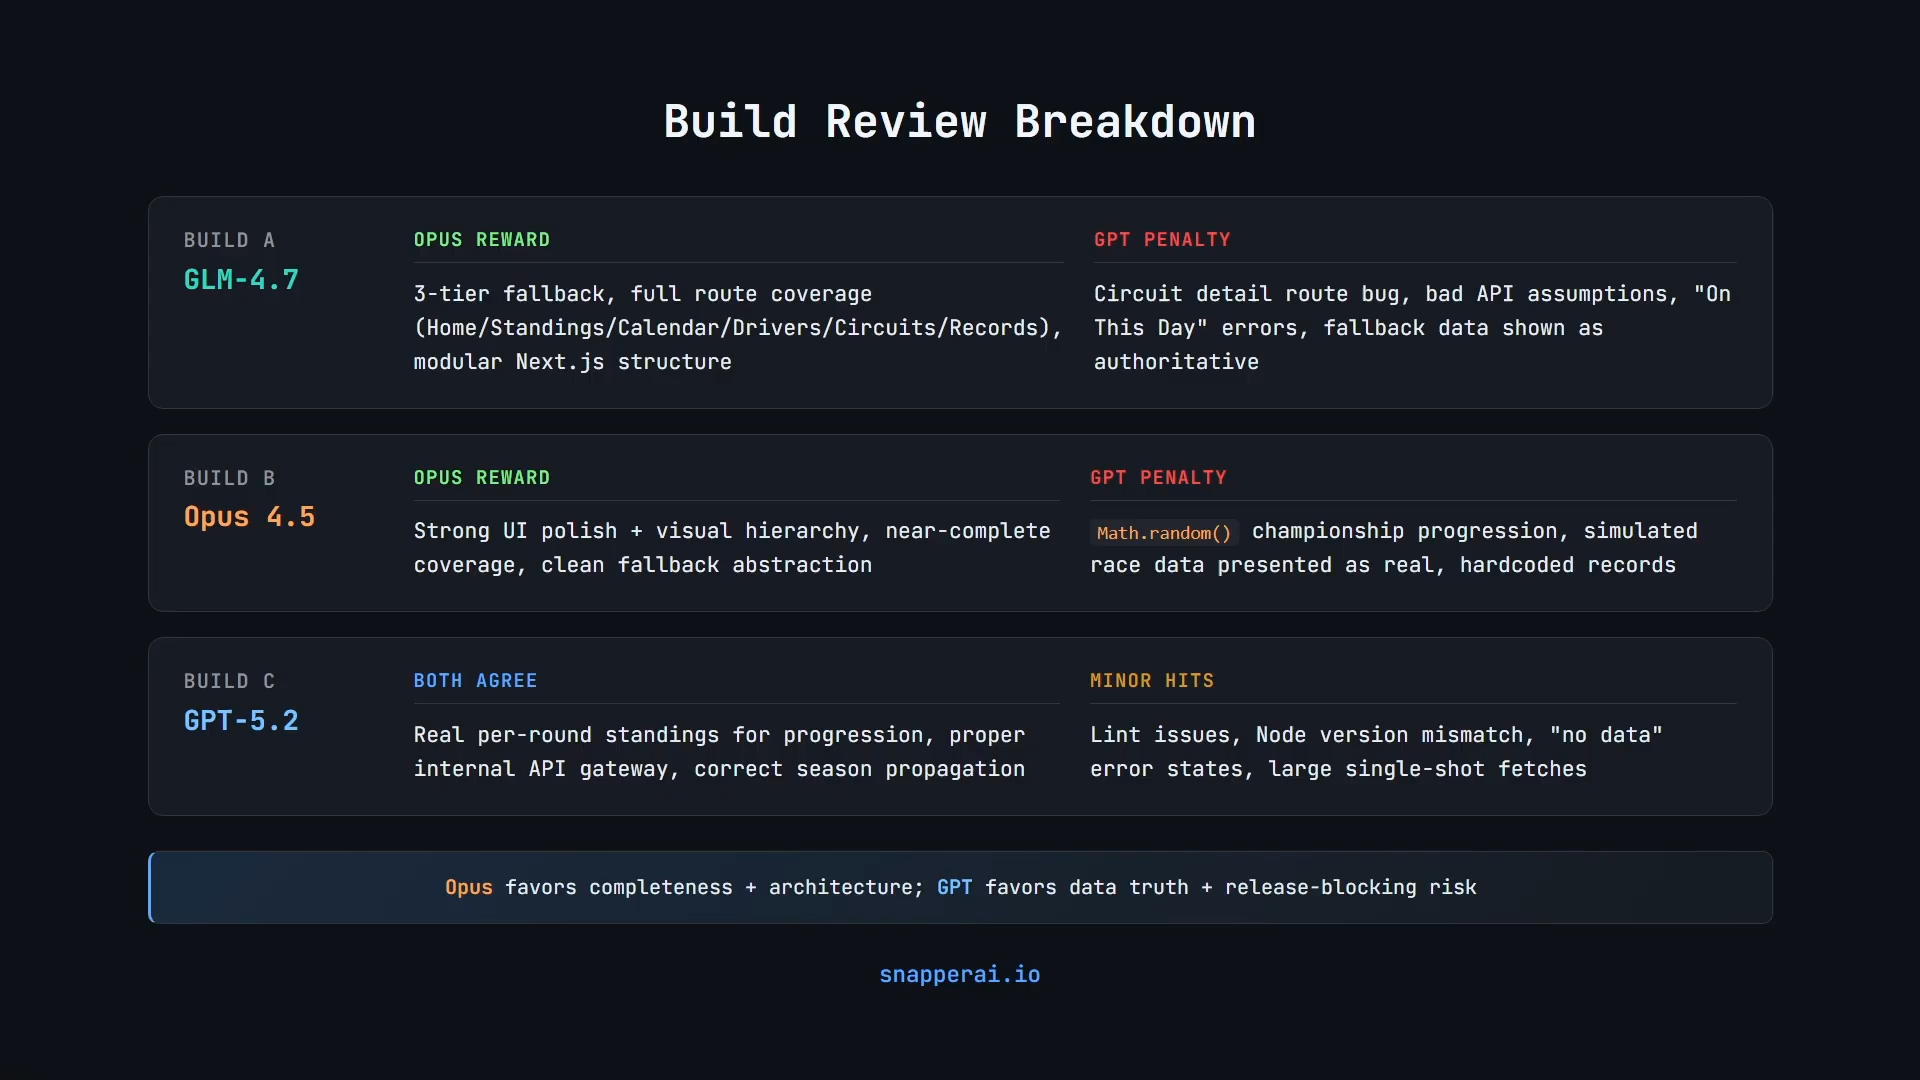 Build Review Breakdown
BUILD A
GLM-4.7
OPUS REWARD
3-tier fallback, full route coverage
(Home/Standings/Calendar/Drivers/Circuits/Records),
modular Next.js structure
GPT PENALTY
Circuit detail route bug, bad API assumptions, "On
This Day" errors, fallback data shown as
authoritative
BUILD B
Opus 4.5
OPUS REWARD
Strong UI polish + visual hierarchy, near-complete
coverage, clean fallback abstraction
GPT PENALTY
Math.random() championship progression, simulated
race data presented as real, hardcoded records
BUILD C
GPT-5.2
BOTH AGREE
Real per-round standings for progression, proper
internal API gateway, correct season propagation
MINOR HITS
Lint issues, Node version mismatch, "no data"
error states, large single-shot fetches
Opus favors completeness + architecture; GPT favors data truth + release-blocking risk
snapperai.io